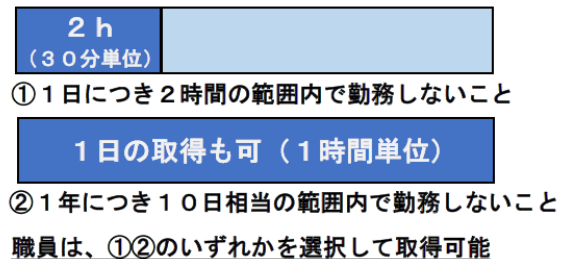 ２ｈ
（３０分単位）
①１日につき２時間の範囲内で勤務しないこと
１日の取得も可（１時間単位）
②１年につき１０日相当の範囲内で勤務しないこと
職員は、①②のいずれかを選択して取得可能